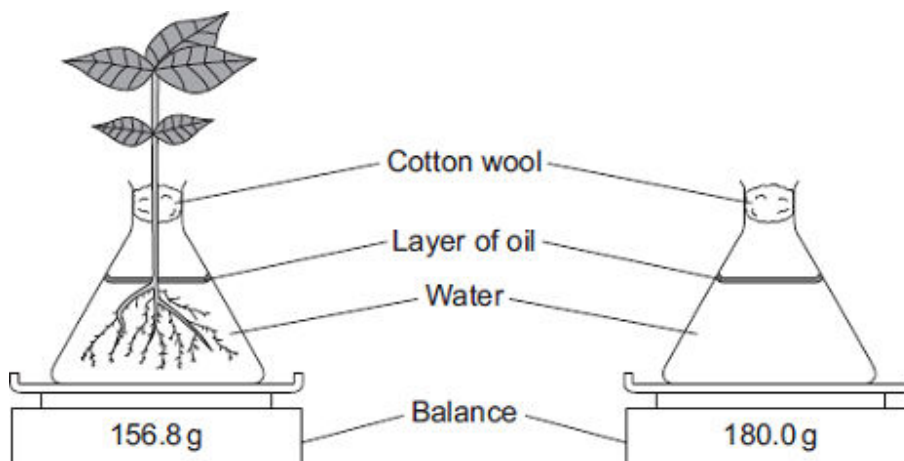 Cotton wool
Layer of oil
Water
Balance
156.8 g
180.0 g